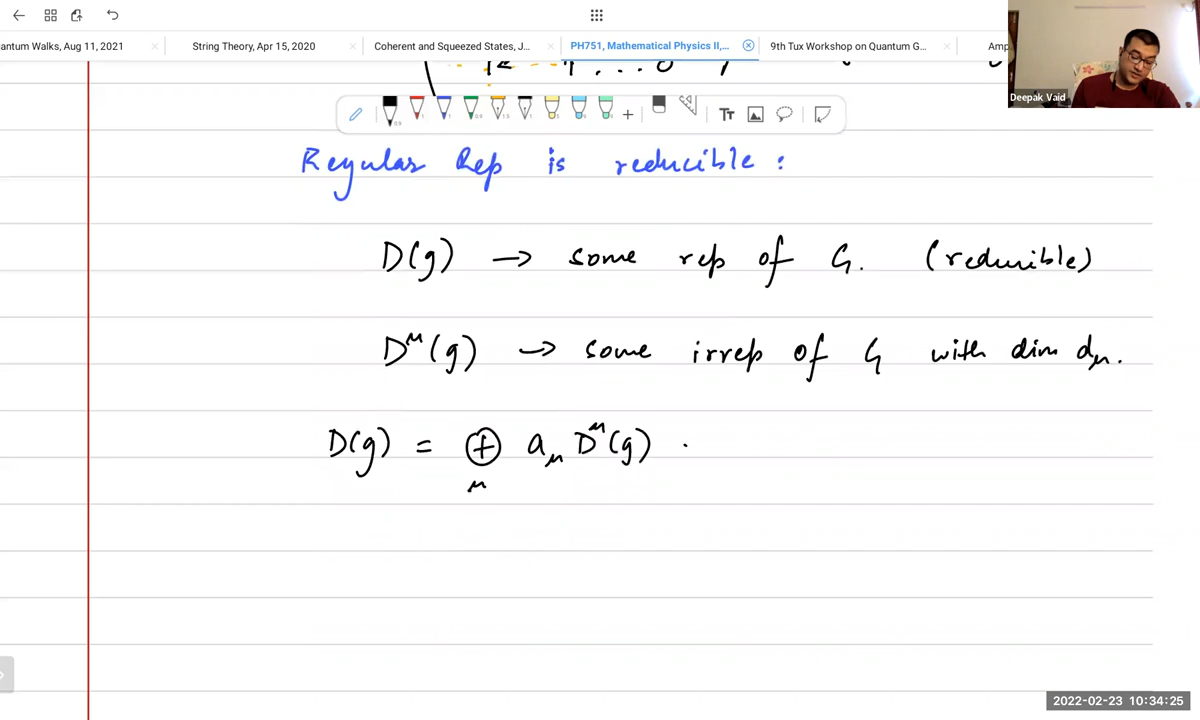 antum Walks, Aug 11, 2021 String Theory, Apr 15, 2020 Coherent and Squeezed States, J... PH751, Mathematical Physics II,... 9th Tux Workshop on Quantum G... Amp
Deepak Vaid
Tт
Regular Rep is reducible :
D(g) → some rep of G. (reducible)
D^μ(g) → some irrep of G with dim d_μ.
D(g) = ⊕_μ a_μ D^μ(g) .
2022-02-23 10:34:25